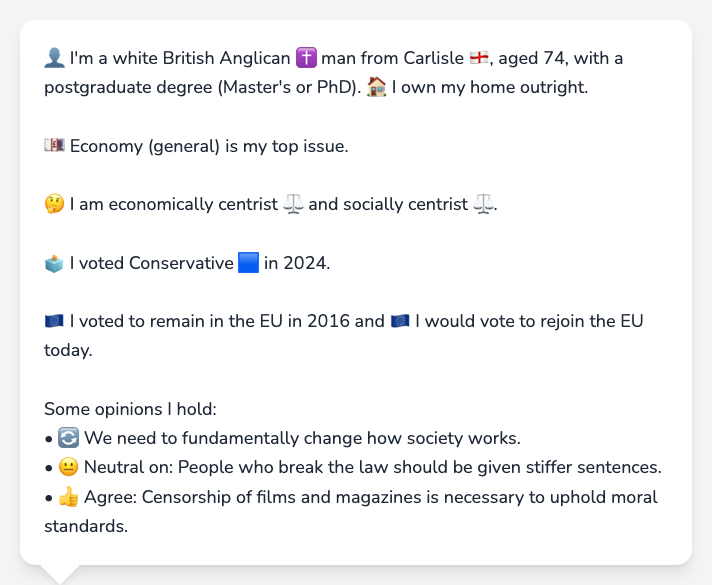 👤 I'm a white British Anglican ✝️ man from Carlisle 🏴󠁧󠁢󠁥󠁮󠁧󠁿, aged 74, with a
postgraduate degree (Master's or PhD). 🏠 I own my home outright.
💷 Economy (general) is my top issue.
🤔 I am economically centrist ⚖️ and socially centrist ⚖️.
🗳️ I voted Conservative 🟦 in 2024.
🇪🇺 I voted to remain in the EU in 2016 and 🇪🇺 I would vote to rejoin the EU
today.
Some opinions I hold:
• 🔄 We need to fundamentally change how society works.
• 😐 Neutral on: People who break the law should be given stiffer sentences.
• 👍 Agree: Censorship of films and magazines is necessary to uphold moral
standards.